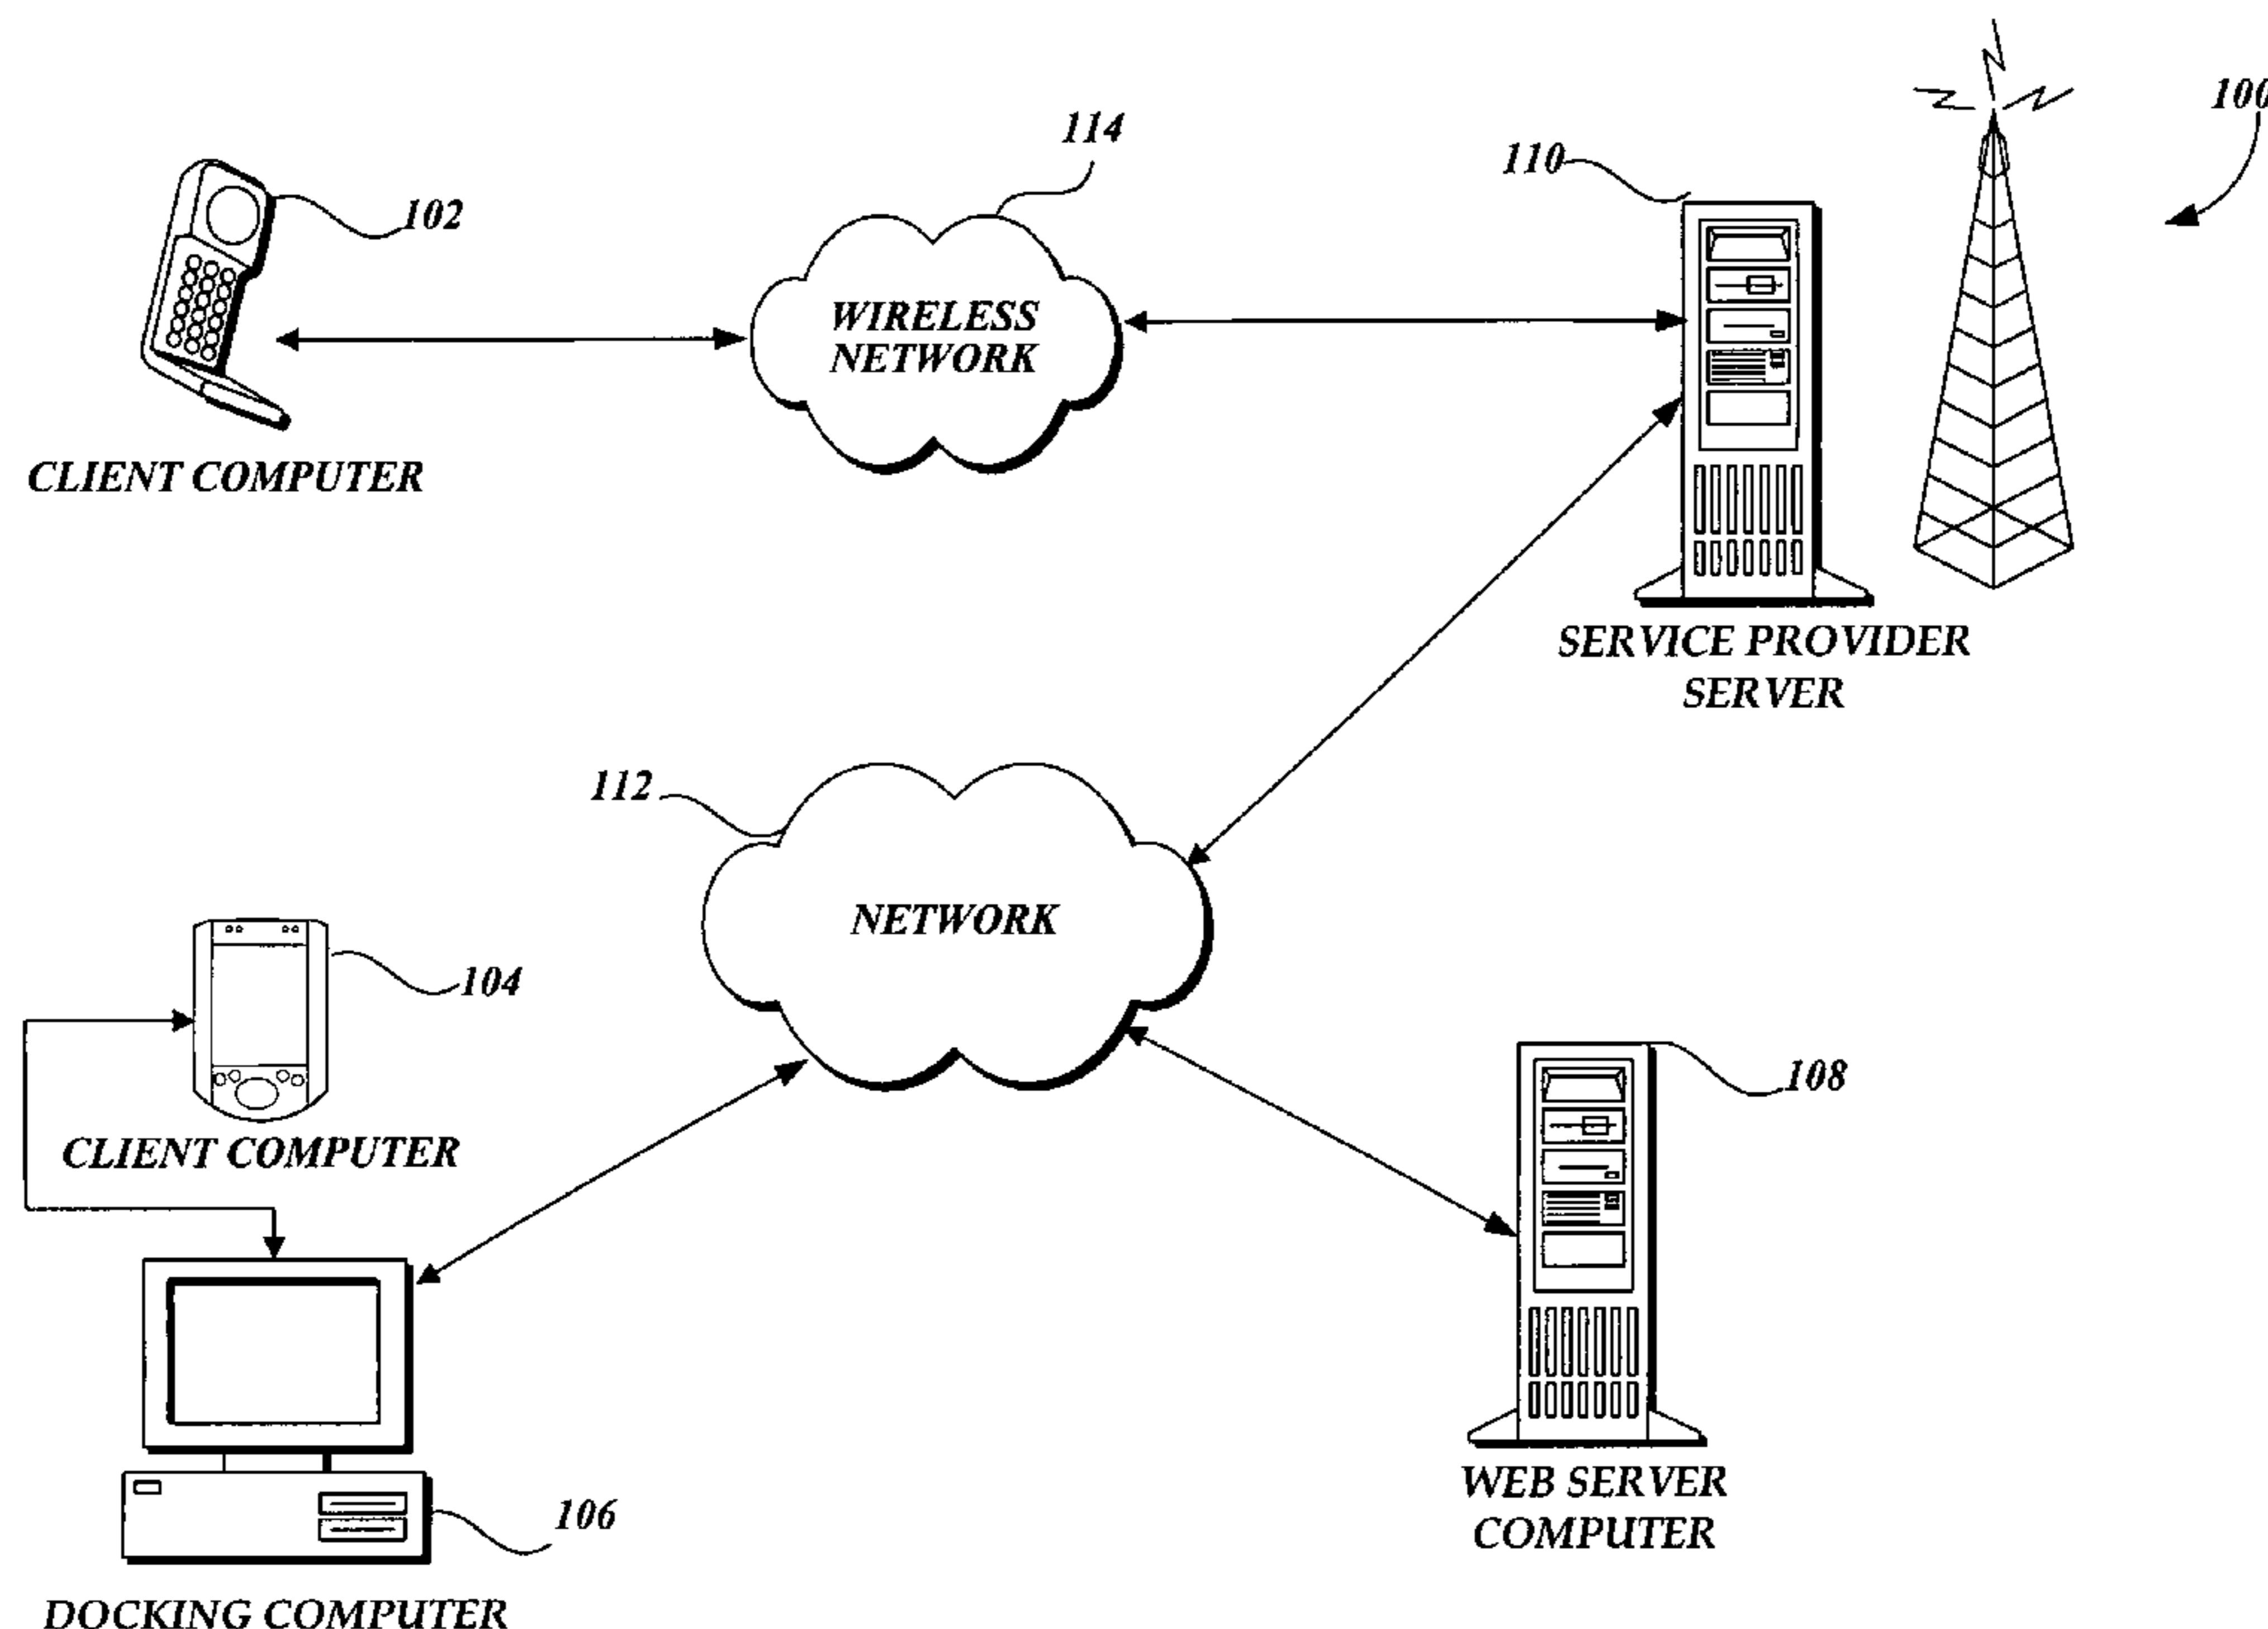 100
114
110
102
WIRELESS
NETWORK
CLIENT COMPUTER
SERVICE PROVIDER
SERVER
112
NETWORK
104
108
CLIENT COMPUTER
WEB SERVER
COMPUTER
106
DOCKING COMPUTER